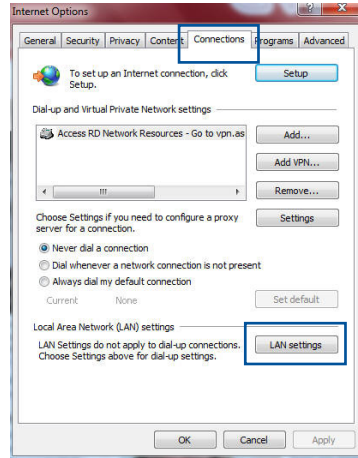 Internet Options
General Security Privacy Content Connections Programs Advanced
To set up an Internet connection, click
Setup.
Setup
Dial-up and Virtual Private Network settings
Access RD Network Resources - Go to vpn.as
Add...
Add VPN...
Remove...
Choose Settings if you need to configure a proxy
server for a connection.
Settings
Never dial a connection
Dial whenever a network connection is not present
Always dial my default connection
Current None
Set default
Local Area Network (LAN) settings
LAN Settings do not apply to dial-up connections.
Choose Settings above for dial-up settings.
LAN settings
OK Cancel Apply